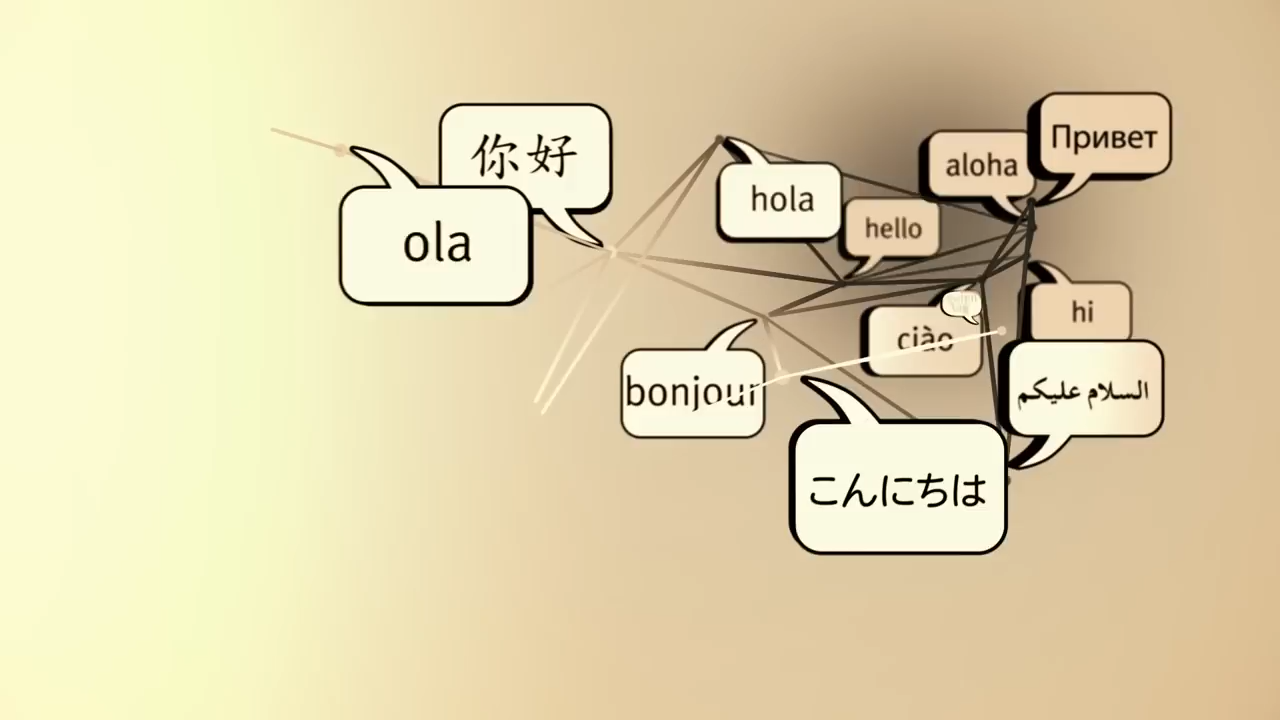 你好
ola
hola
hello
aloha
Привет
hi
ciào
السلام عليكم
bonjour
こんにちは